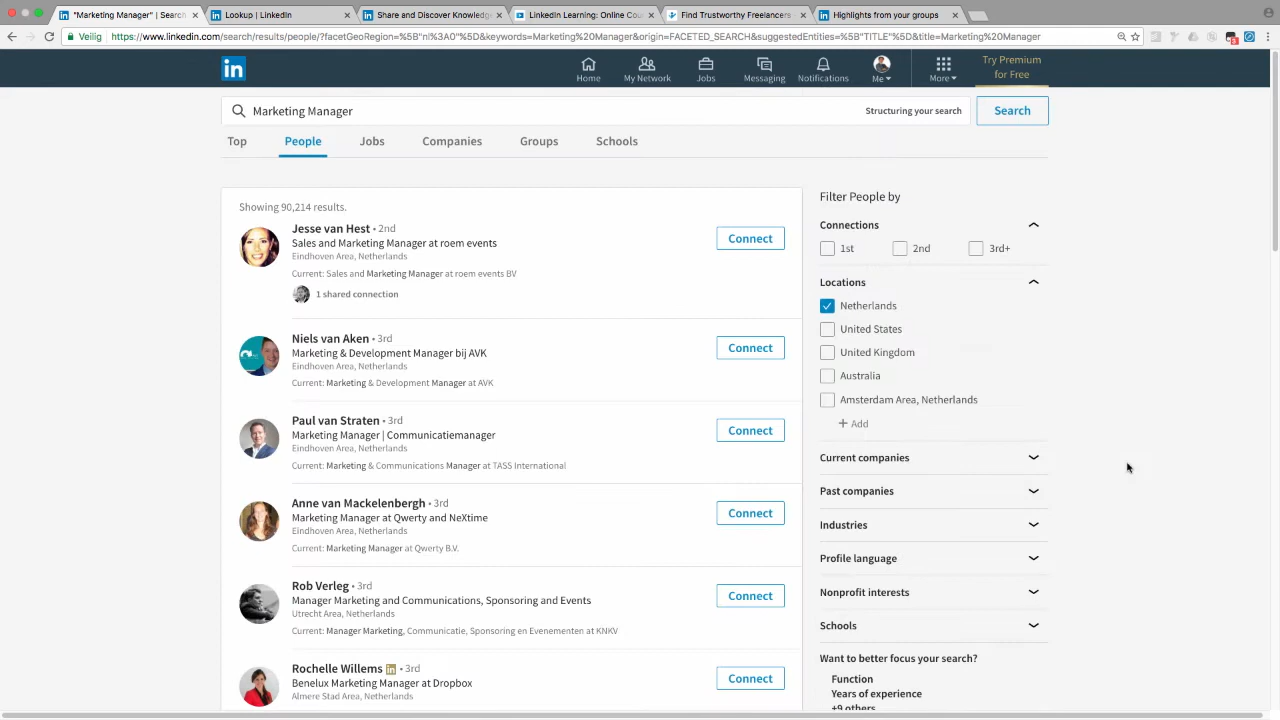 "Marketing Manager" | Search
Lookup | LinkedIn
Share and Discover Knowledge
LinkedIn Learning: Online Cou
Find Trustworthy Freelancers
Highlights from your groups
Veilig
https://www.linkedin.com/search/results/people/?facetGeoRegion=%5B"nl%3A0"%5D&keywords=Marketing%20Manager&origin=FACETED_SEARCH&suggestedEntities=%5B"TITLE"%5D&title=Marketing%20Manager
in
Home
My Network
Jobs
Messaging
Notifications
Me
More
Try Premium
for Free
Marketing Manager
Structuring your search
Search
Top
People
Jobs
Companies
Groups
Schools
Showing 90,214 results.
Jesse van Hest • 2nd
Sales and Marketing Manager at roem events
Eindhoven Area, Netherlands
Current: Sales and Marketing Manager at roem events BV
1 shared connection
Connect
Niels van Aken • 3rd
Marketing & Development Manager bij AVK
Eindhoven Area, Netherlands
Current: Marketing & Development Manager at AVK
Connect
Paul van Straten • 3rd
Marketing Manager | Communicatiemanager
Eindhoven Area, Netherlands
Current: Marketing & Communications Manager at TASS International
Connect
Anne van Mackelenbergh • 3rd
Marketing Manager at Qwerty and NeXtime
Eindhoven Area, Netherlands
Current: Marketing Manager at Qwerty B.V.
Connect
Rob Verleg • 3rd
Manager Marketing and Communications, Sponsoring and Events
Utrecht Area, Netherlands
Current: Manager Marketing, Communicatie, Sponsoring en Evenementen at KNKV
Connect
Rochelle Willems in • 3rd
Benelux Marketing Manager at Dropbox
Almere Stad Area, Netherlands
Connect
Filter People by
Connections
1st
2nd
3rd+
Locations
Netherlands
United States
United Kingdom
Australia
Amsterdam Area, Netherlands
+ Add
Current companies
Past companies
Industries
Profile language
Nonprofit interests
Schools
Want to better focus your search?
Function
Years of experience
+9 others